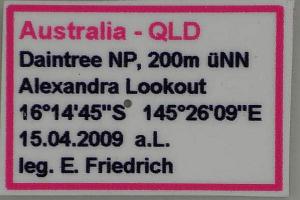 Australia - QLD
Daintree NP, 200m üNN
Alexandra Lookout
16°14'45"S 145°26'09"E
15.04.2009 a.L.
leg. E. Friedrich